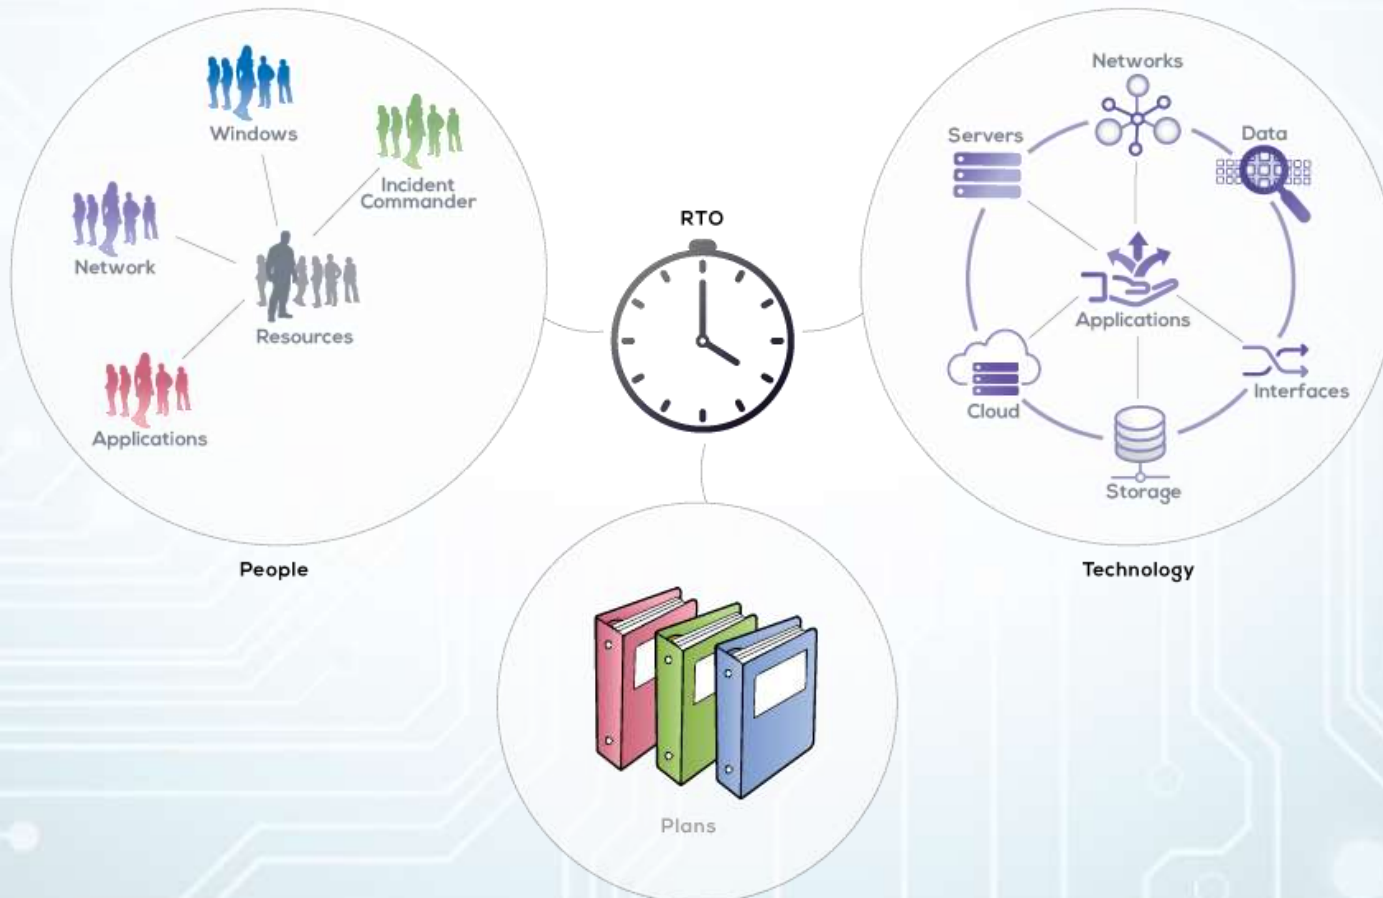 Windows
Incident
Commander
Network
Resources
Applications
People
RTO
Networks
Servers
Data
Applications
Cloud
Interfaces
Storage
Technology
Plans